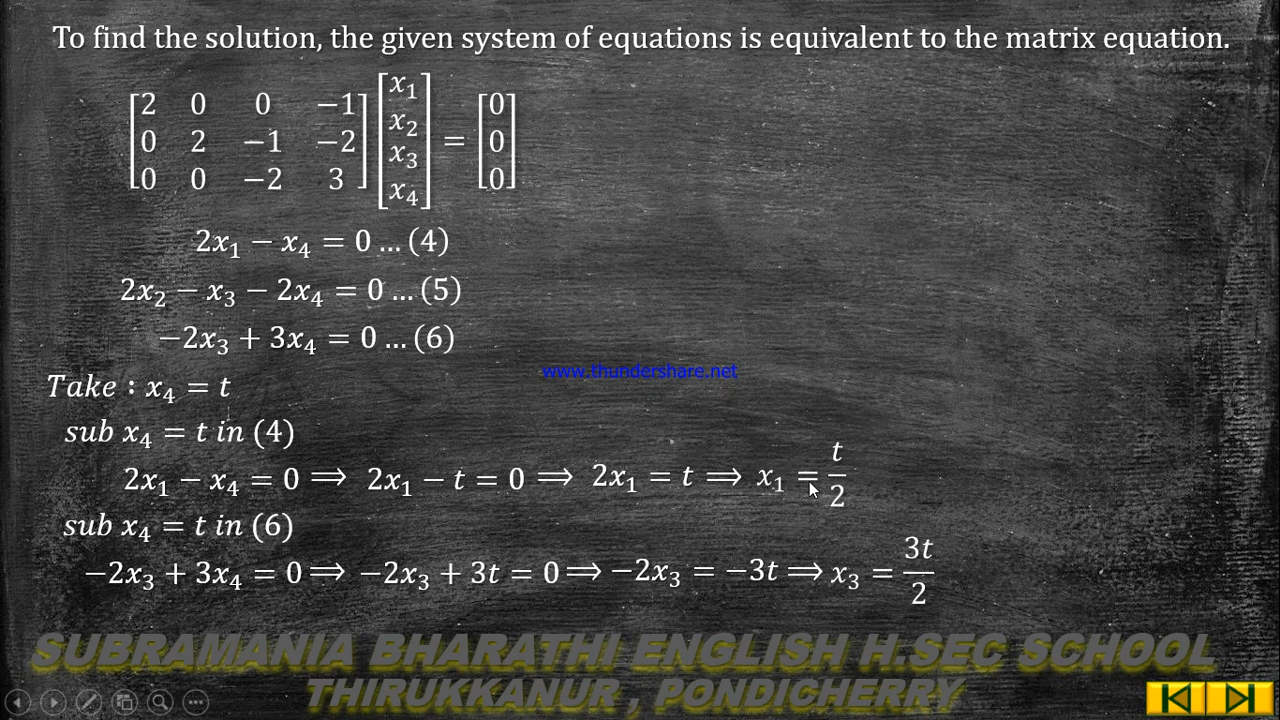 To find the solution, the given system of equations is equivalent to the matrix equation.
[2 0 0 −1
0 2 −1 −2
0 0 −2 3] [x₁
x₂
x₃
x₄] = [0
0
0]
2x₁ − x₄ = 0 … (4)
2x₂ − x₃ − 2x₄ = 0 … (5)
−2x₃ + 3x₄ = 0 … (6)
www.thundershare.net
Take : x₄ = t
sub x₄ = t in (4)
2x₁ − x₄ = 0 ⟹ 2x₁ − t = 0 ⟹ 2x₁ = t ⟹ x₁ = t/2
sub x₄ = t in (6)
−2x₃ + 3x₄ = 0 ⟹ −2x₃ + 3t = 0 ⟹ −2x₃ = −3t ⟹ x₃ = 3t/2
SUBRAMANIA BHARATHI ENGLISH H.SEC SCHOOL
THIRUKKANUR , PONDICHERRY